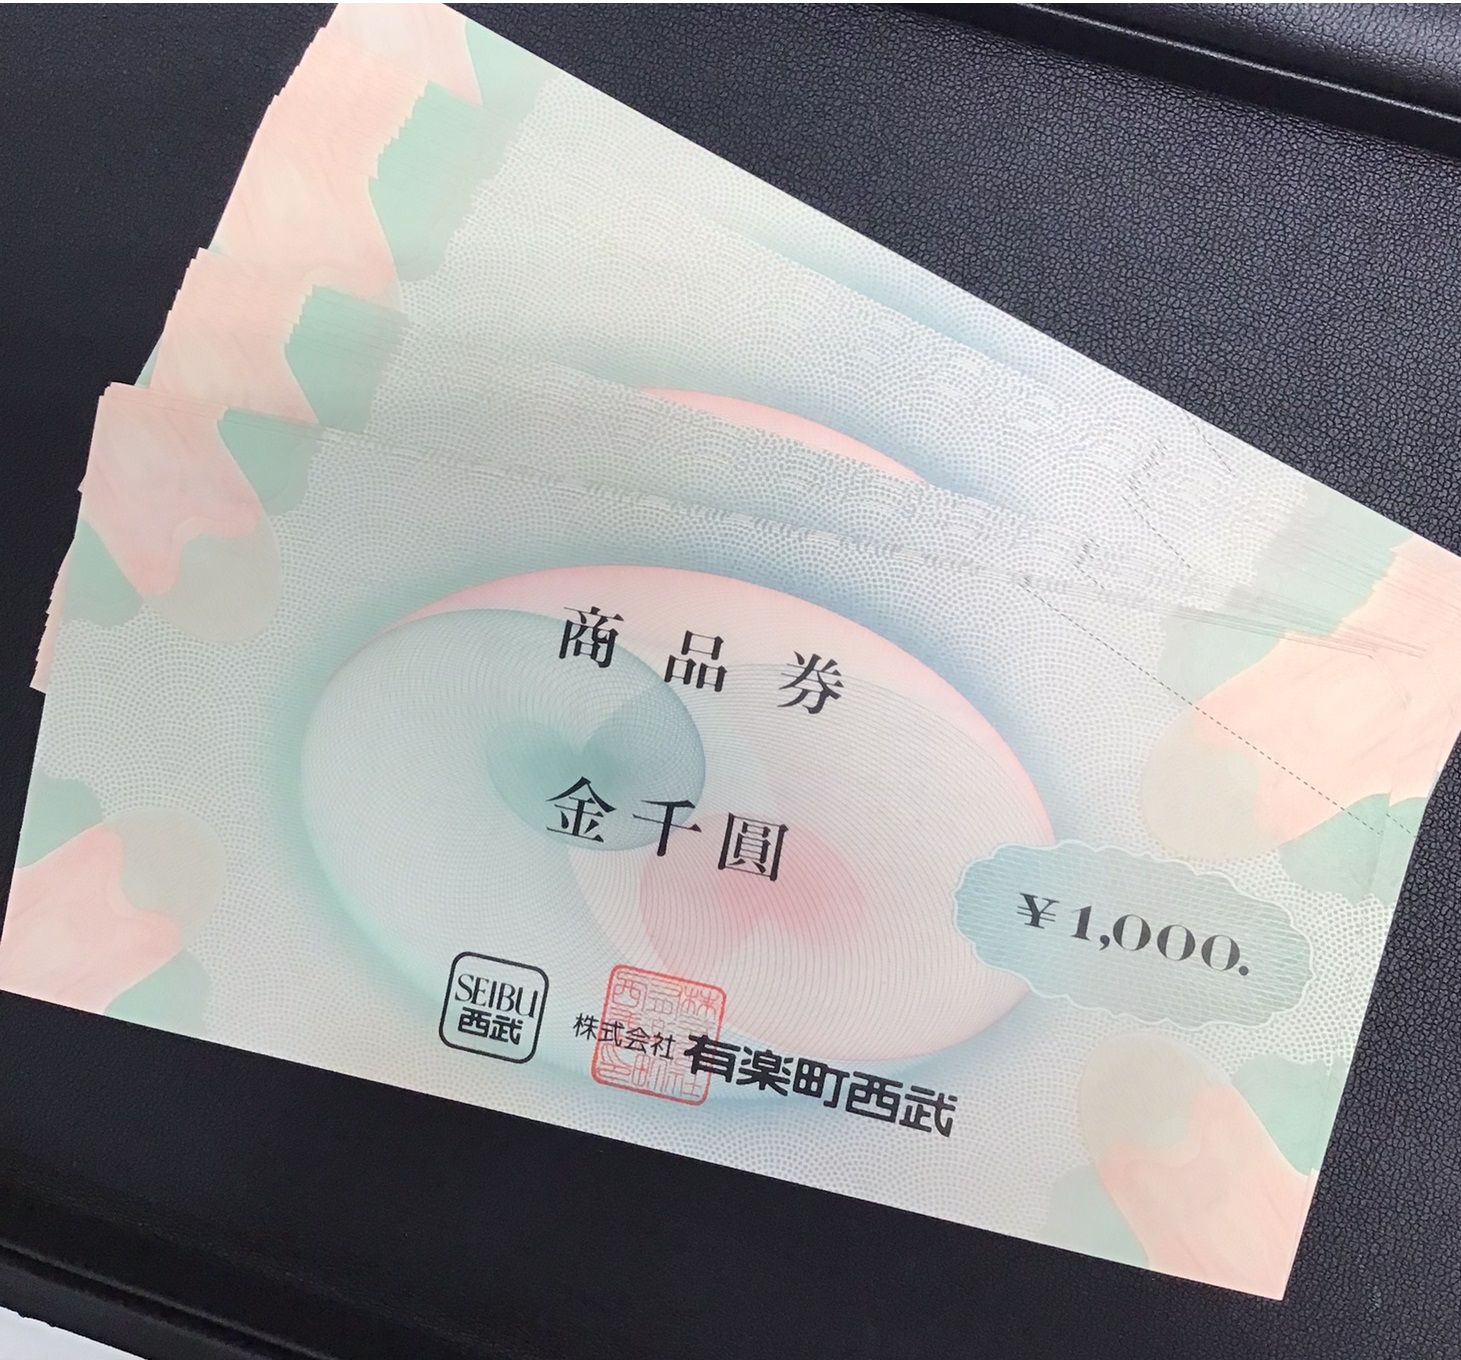 商品券
金千圓
¥1,000.
SEIBU
西武
株式会社 有楽町西武